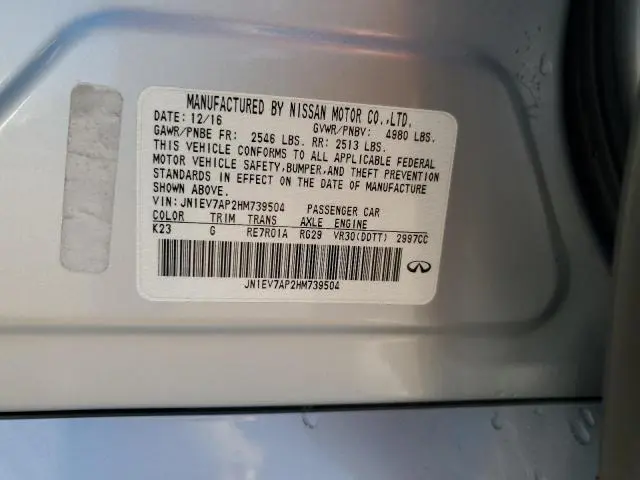 MANUFACTURED BY NISSAN MOTOR CO.,LTD.
DATE: 12/16 GVWR/PNBV: 4980 LBS.
GAWR/PNBE FR: 2546 LBS. RR: 2513 LBS.
THIS VEHICLE CONFORMS TO ALL APPLICABLE FEDERAL
MOTOR VEHICLE SAFETY,BUMPER,AND THEFT PREVENTION
STANDARDS IN EFFECT ON THE DATE OF MANUFACTURE
SHOWN ABOVE.
VIN:JN1EV7AP2HM739504 PASSENGER CAR
COLOR TRIM TRANS AXLE ENGINE
K23 G RE7R01A RG29 VR30(DDTT) 2997CC
JN1EV7AP2HM739504